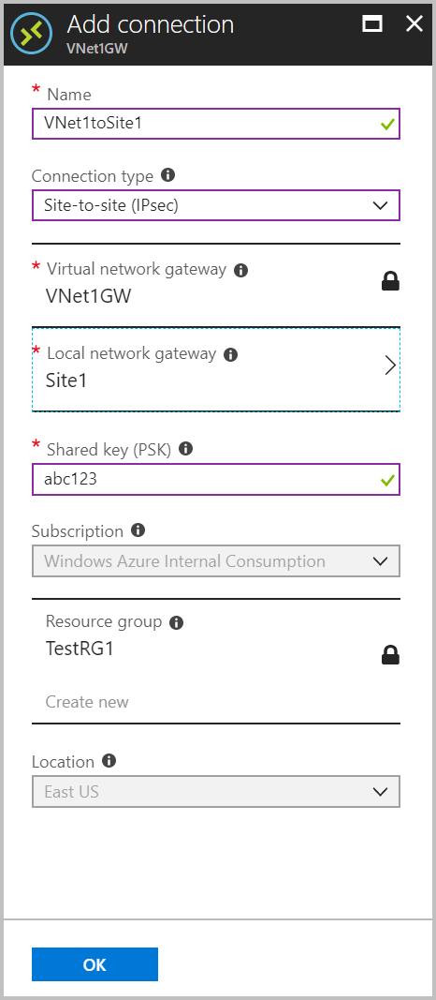 Add connection
VNet1GW
* Name
VNet1toSite1
Connection type
Site-to-site (IPsec)
* Virtual network gateway
VNet1GW
* Local network gateway
Site1
* Shared key (PSK)
abc123
Subscription
Windows Azure Internal Consumption
Resource group
TestRG1
Create new
Location
East US
OK